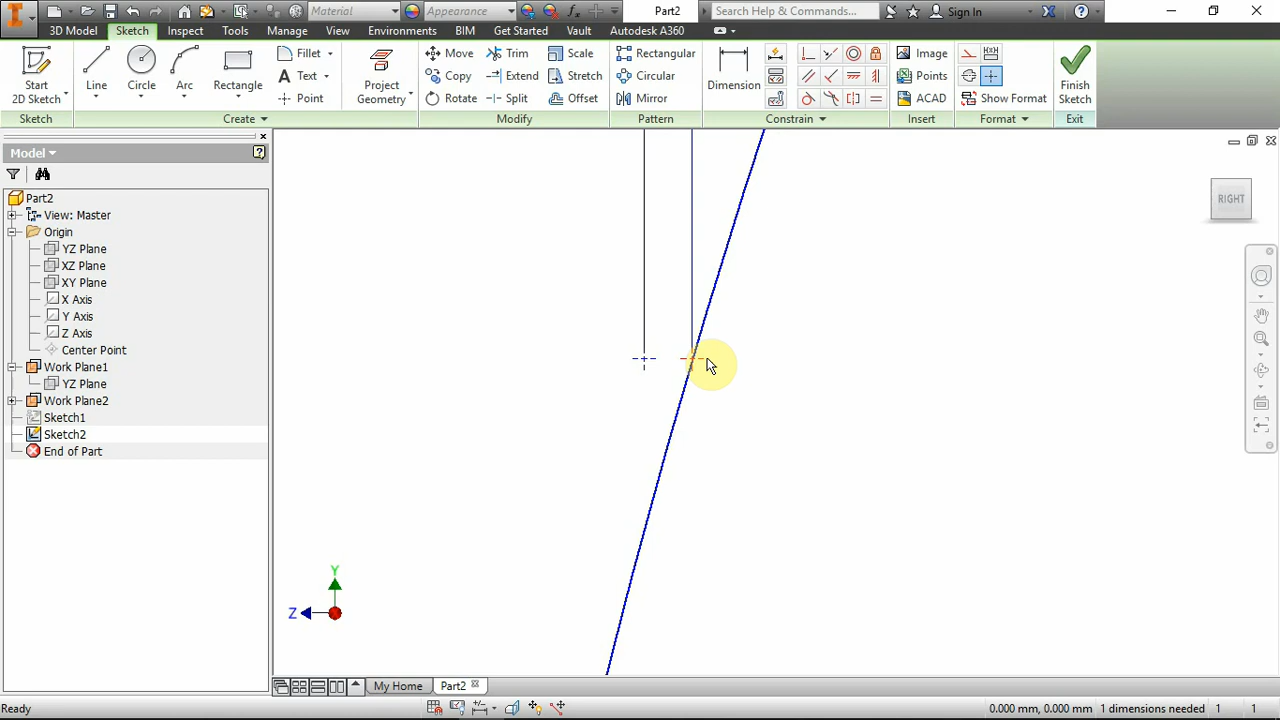 Material
Appearance
Part2
Search Help & Commands...
Sign In
3D Model
Sketch
Inspect
Tools
Manage
View
Environments
BIM
Get Started
Vault
Autodesk A360
Start
2D Sketch
Line
Circle
Arc
Rectangle
Fillet
Text
Point
Project
Geometry
Move
Trim
Scale
Copy
Extend
Stretch
Rotate
Split
Offset
Rectangular
Circular
Mirror
Dimension
Image
Points
ACAD
Show Format
Finish
Sketch
Sketch
Create
Modify
Pattern
Constrain
Insert
Format
Exit
Model
Part2
View: Master
Origin
YZ Plane
XZ Plane
XY Plane
X Axis
Y Axis
Z Axis
Center Point
Work Plane1
YZ Plane
Work Plane2
Sketch1
Sketch2
End of Part
RIGHT
Y
Z
My Home
Part2
Ready
0.000 mm, 0.000 mm
1 dimensions needed
1
1